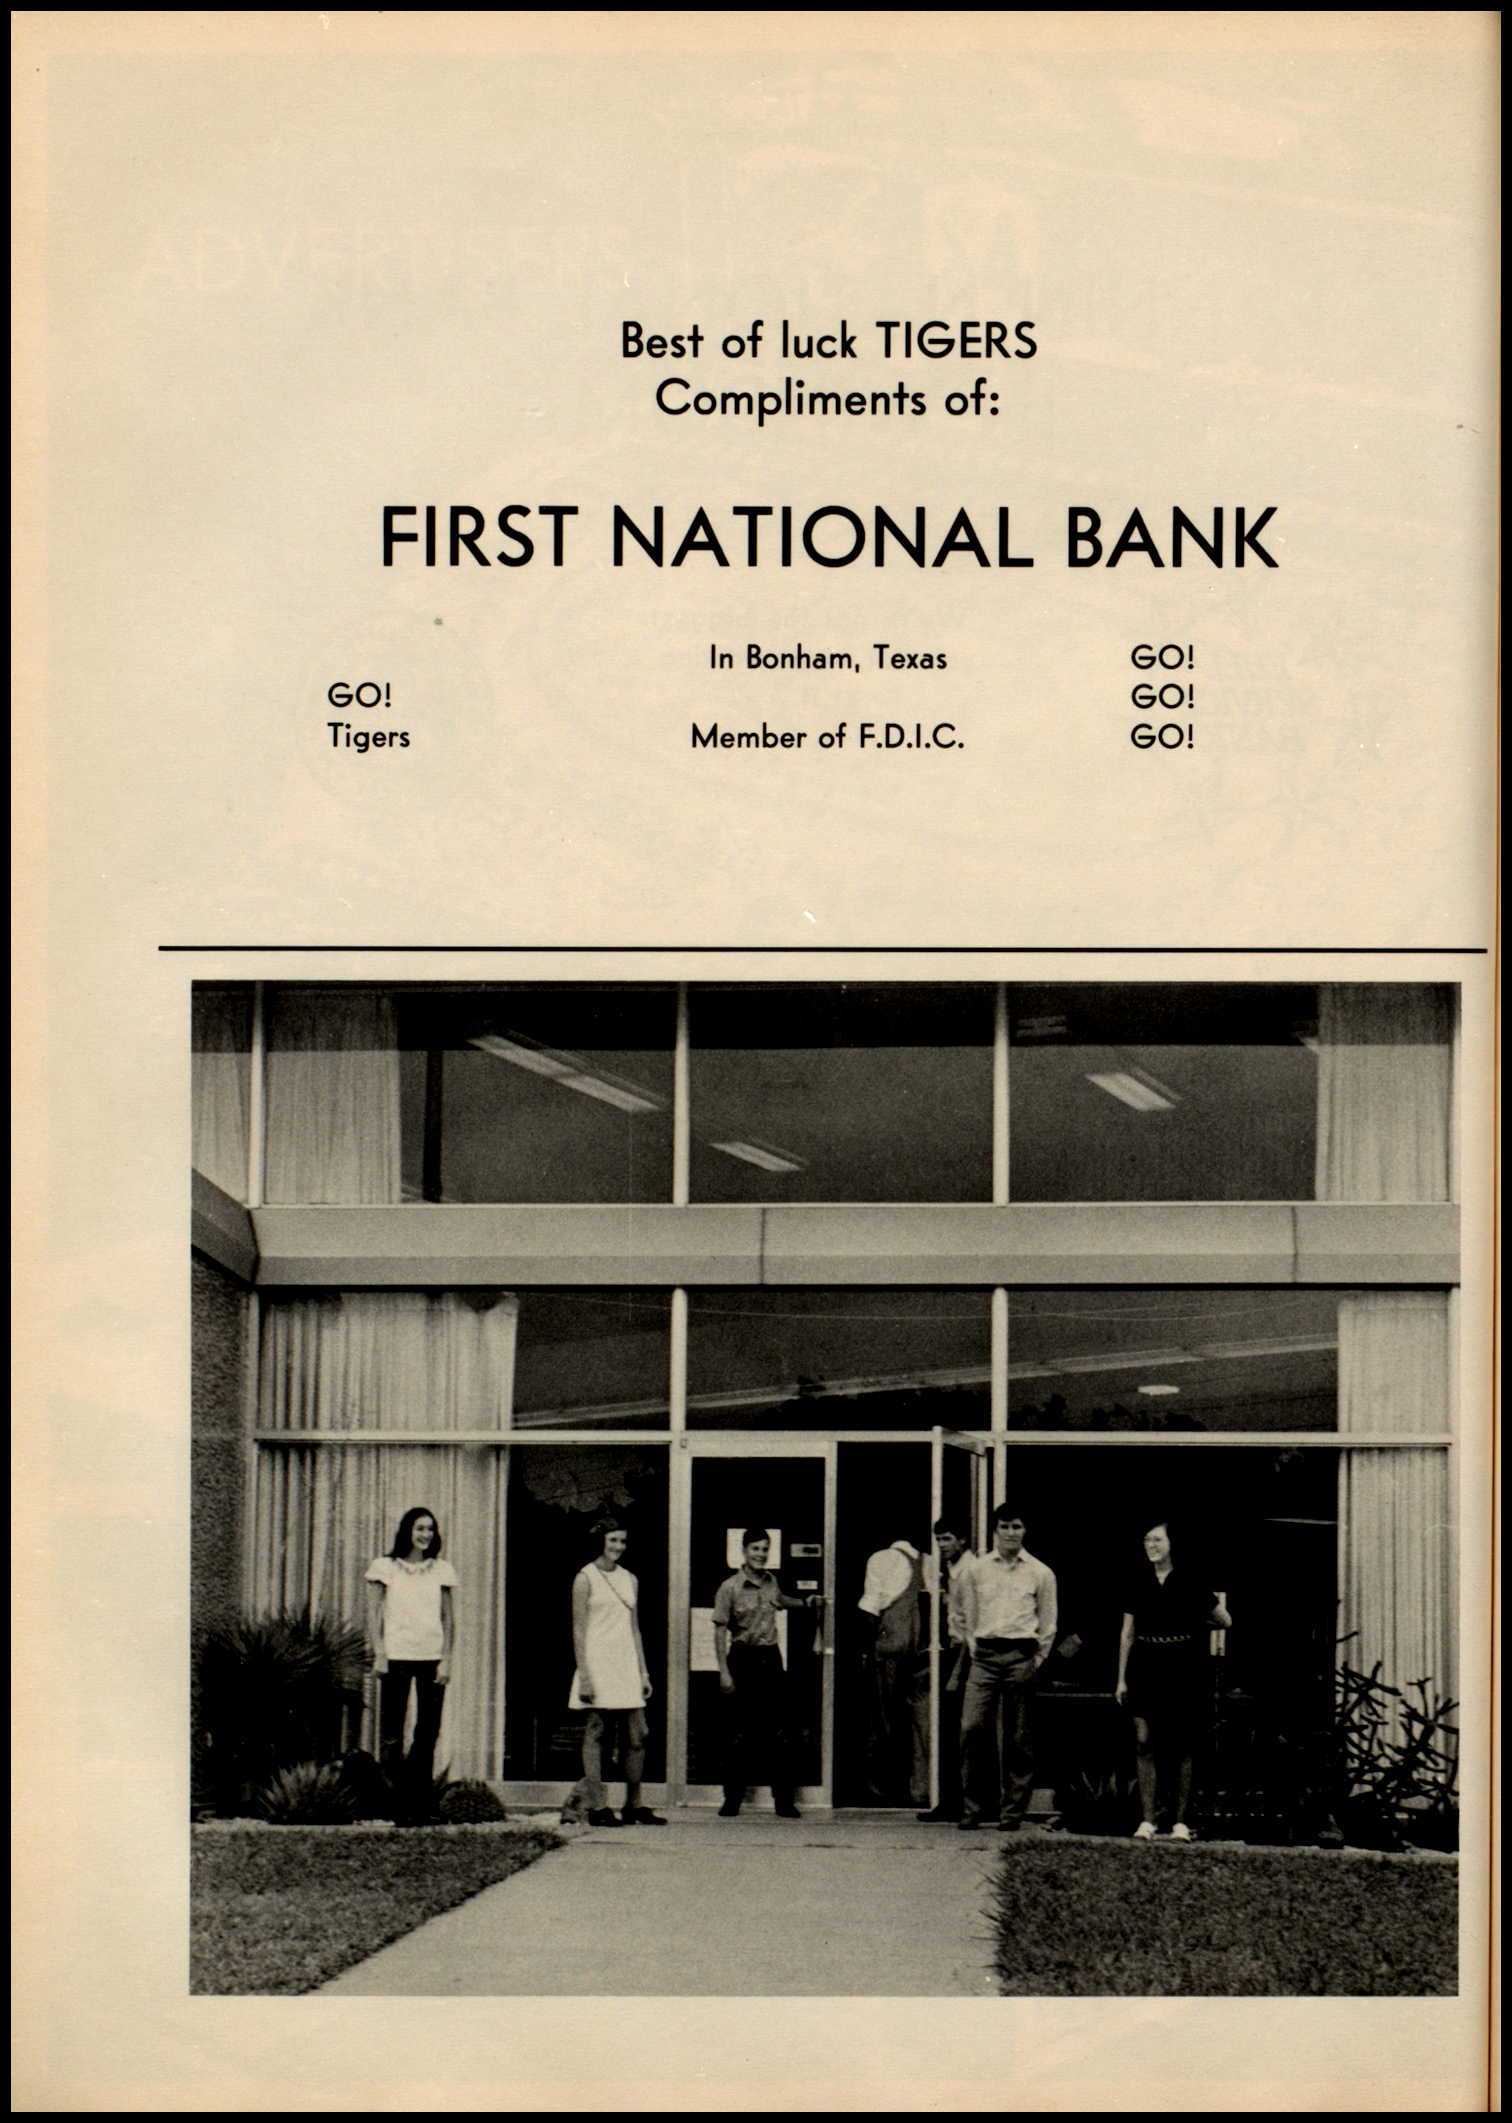 Best of luck TIGERS
Compliments of:
FIRST NATIONAL BANK
In Bonham, Texas
GO!
GO!
GO!
Tigers
Member of F.D.I.C.
GO!